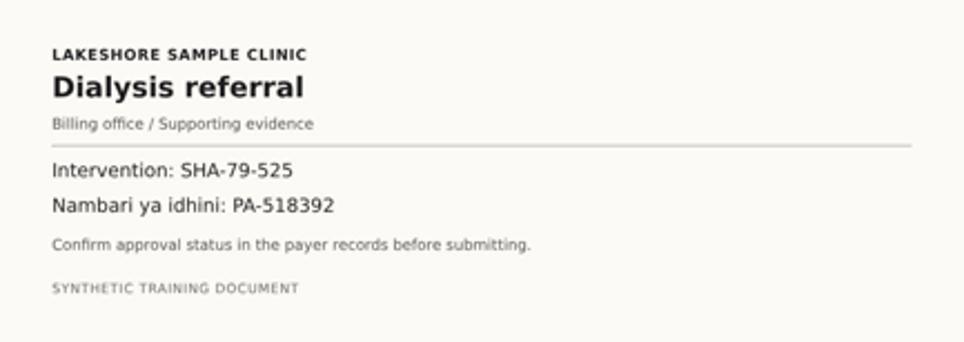 LAKESHORE SAMPLE CLINIC
Dialysis referral
Billing office / Supporting evidence
Intervention: SHA-79-525
Nambari ya idhini: PA-518392
Confirm approval status in the payer records before submitting.
SYNTHETIC TRAINING DOCUMENT